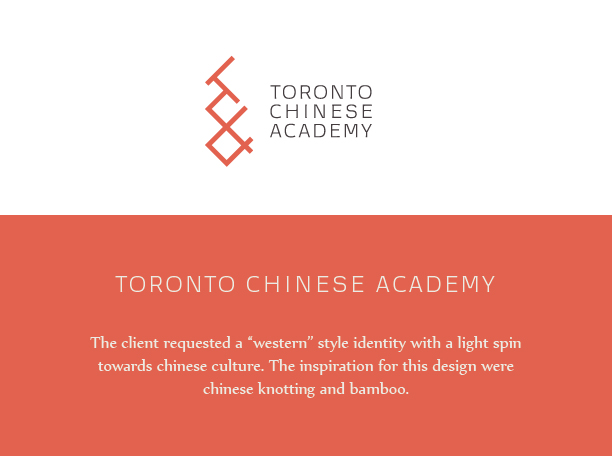 TORONTO
CHINESE
ACADEMY
TORONTO CHINESE ACADEMY
The client requested a “western” style identity with a light spin
towards chinese culture. The inspiration for this design were
chinese knotting and bamboo.